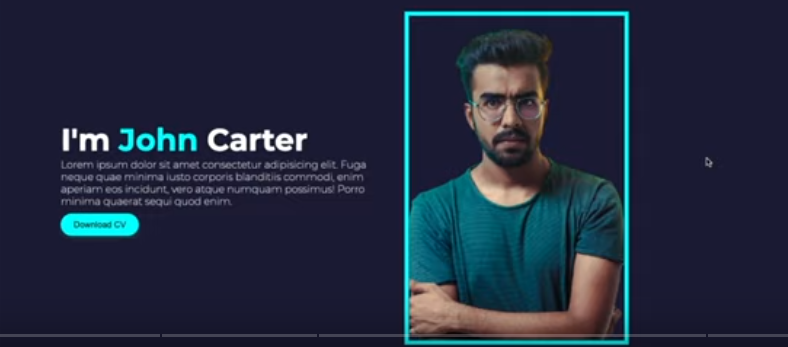 I'm John Carter
Lorem ipsum dolor sit amet consectetur adipisicing elit. Fuga
neque quae minima iusto corporis blanditiis commodi, enim
aperiam eos incidunt, vero atque numquam possimus! Porro
minima quaerat sequi quod enim.
Download CV